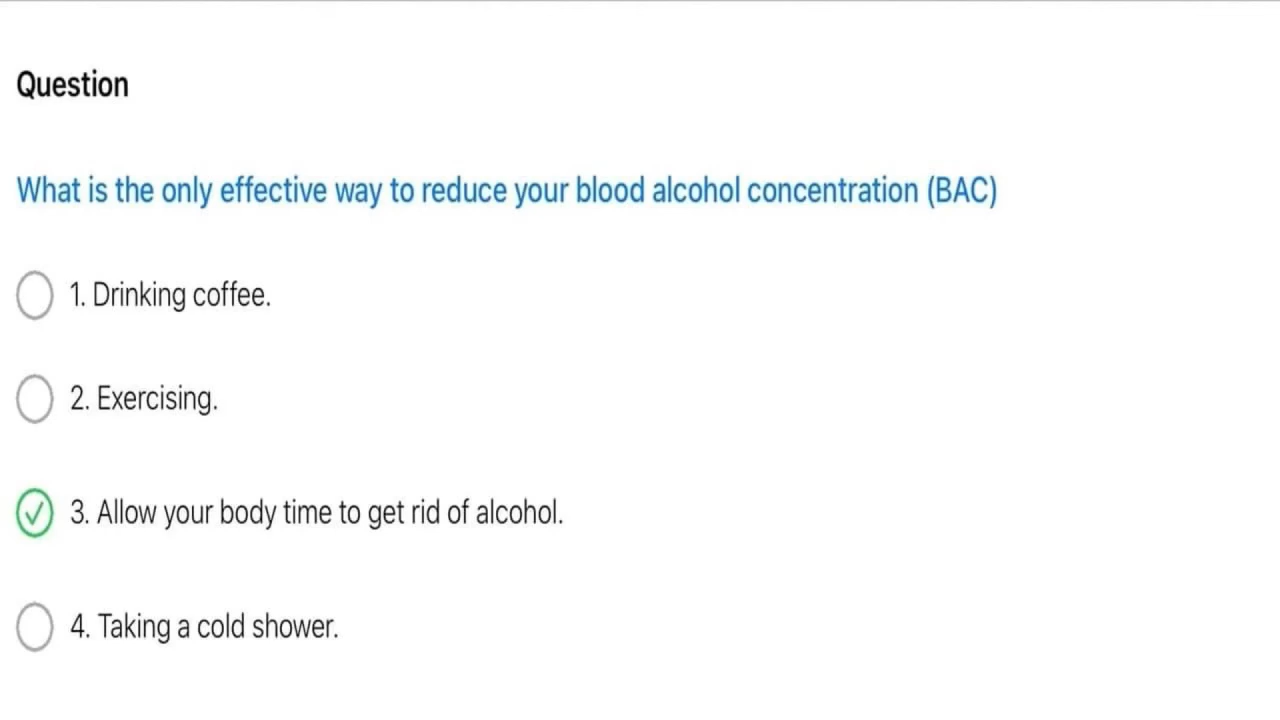 Question
What is the only effective way to reduce your blood alcohol concentration (BAC)
1. Drinking coffee.
2. Exercising.
3. Allow your body time to get rid of alcohol.
4. Taking a cold shower.